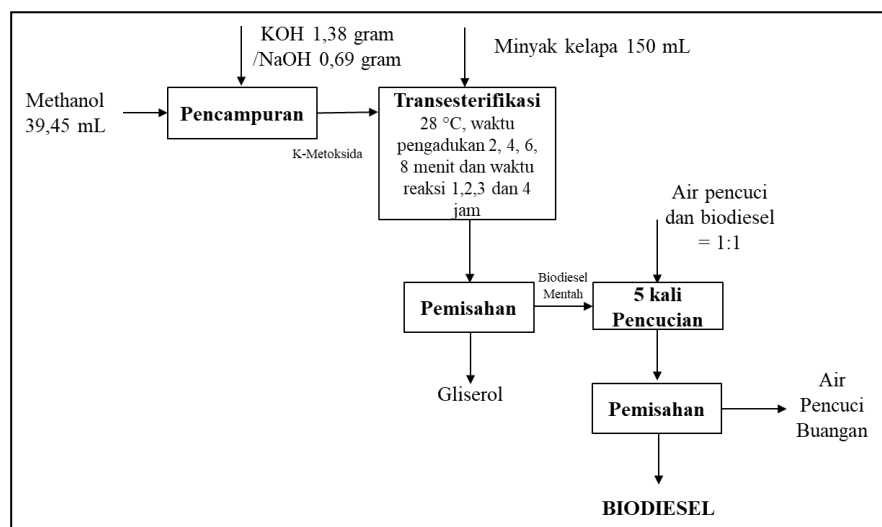 KOH 1,38 gram
/NaOH 0,69 gram
Minyak kelapa 150 mL
Methanol
39,45 mL
Pencampuran
K-Metoksida
Transesterifikasi
28 °C, waktu
pengadukan 2, 4, 6,
8 menit dan waktu
reaksi 1,2,3 dan 4
jam
Air pencuci
dan biodiesel
= 1:1
Pemisahan
Biodiesel
Mentah
5 kali
Pencucian
Gliserol
Pemisahan
Air
Pencuci
Buangan
BIODIESEL